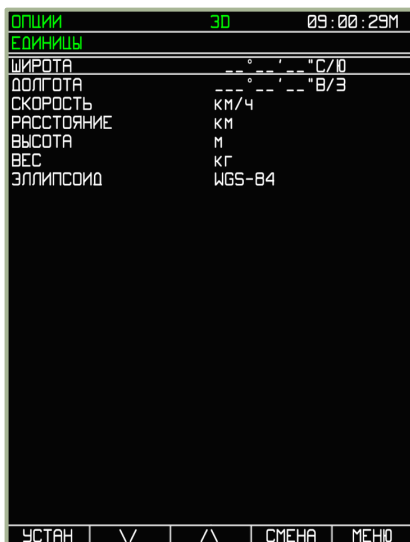 ОПЦИИ 3D 09:00:29М
ЕДИНИЦЫ
ШИРОТА __°__'__"С/Ю
ДОЛГОТА ___°__'__"В/З
СКОРОСТЬ КМ/Ч
РАССТОЯНИЕ КМ
ВЫСОТА М
ВЕС КГ
ЭЛЛИПСОИД WGS-84
УСТАН \/ /\ СМЕНА МЕНЮ